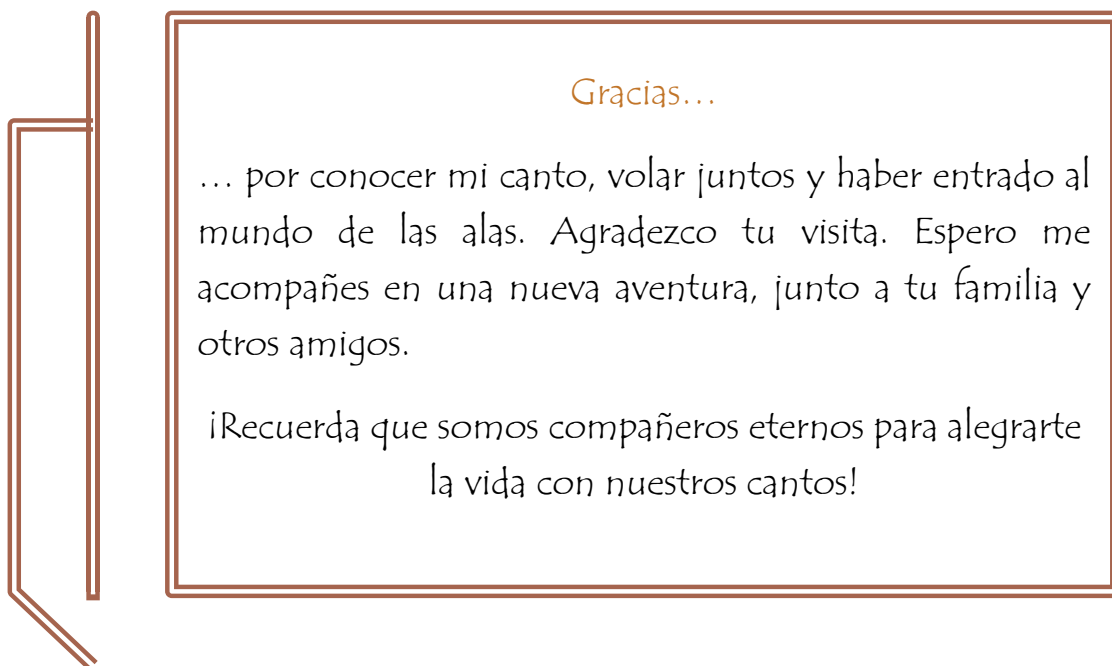 Gracias...
... por conocer mi canto, volar juntos y haber entrado al
mundo de las alas. Agradezco tu visita. Espero me
acompañes en una nueva aventura, junto a tu familia y
otros amigos.
¡Recuerda que somos compañeros eternos para alegrarte
la vida con nuestros cantos!